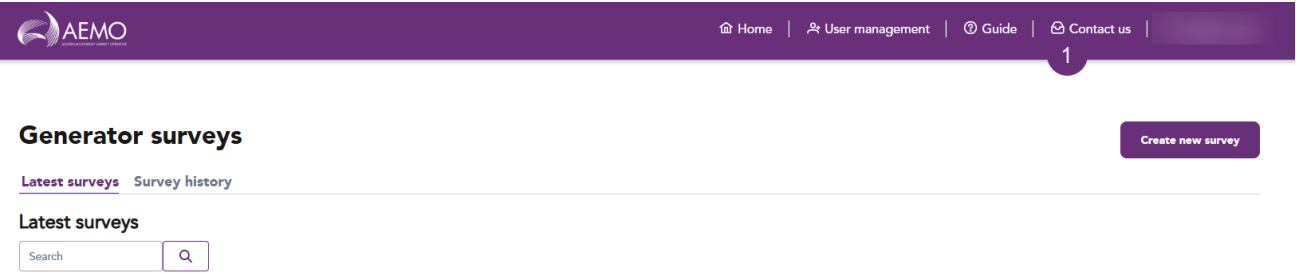 AEMO
Home | User management | Guide | Contact us |
1
Generator surveys
Create new survey
Latest surveys Survey history
Latest surveys
Search